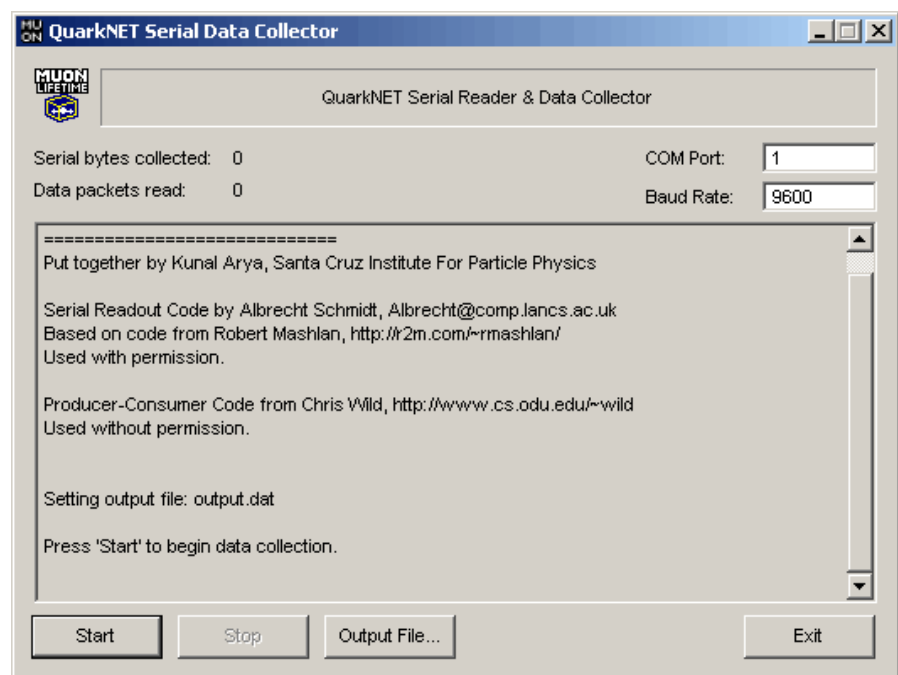 MU
ON QuarkNET Serial Data Collector
MUON
LIFETIME
QuarkNET Serial Reader & Data Collector
Serial bytes collected: 0
COM Port: 1
Data packets read: 0
Baud Rate: 9600
=============================
Put together by Kunal Arya, Santa Cruz Institute For Particle Physics
Serial Readout Code by Albrecht Schmidt, Albrecht@comp.lancs.ac.uk
Based on code from Robert Mashlan, http://r2m.com/~rmashlan/
Used with permission.
Producer-Consumer Code from Chris Wild, http://www.cs.odu.edu/~wild
Used without permission.
Setting output file: output.dat
Press 'Start' to begin data collection.
Start Stop Output File... Exit